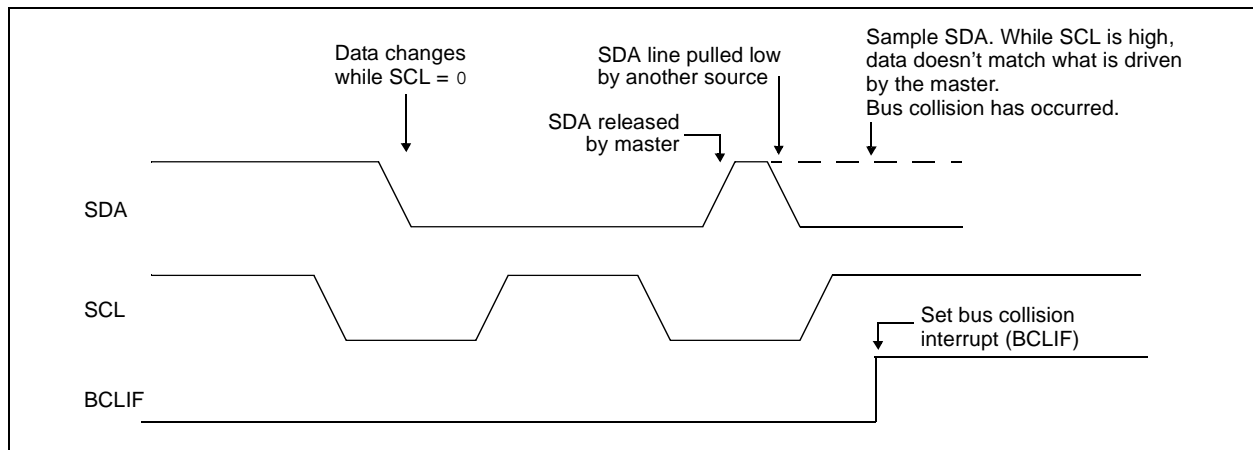 Data changes
while SCL = 0
SDA line pulled low
by another source
SDA released
by master
Sample SDA. While SCL is high,
data doesn't match what is driven
by the master.
Bus collision has occurred.
SDA
SCL
Set bus collision
interrupt (BCLIF)
BCLIF